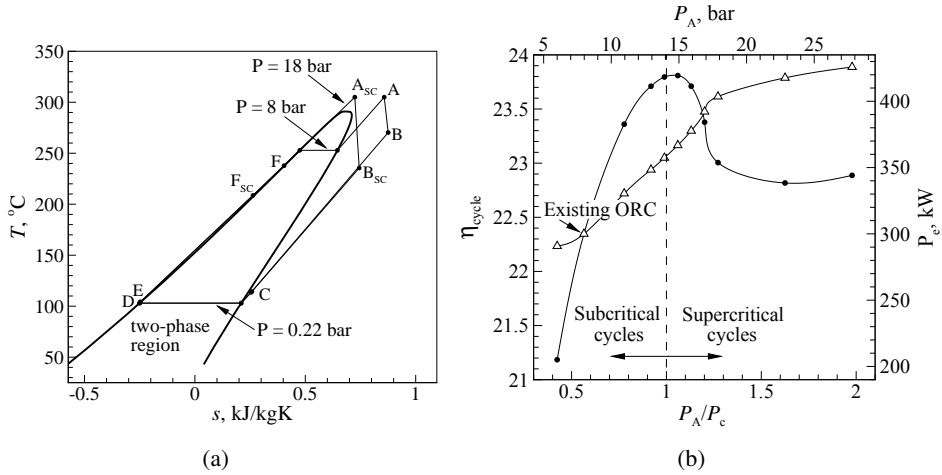 350
300
250
200
150
100
50
T, °C
P = 18 bar
A_SC
A
P = 8 bar
B
F
B_SC
F_SC
E
D
C
two-phase
region
P = 0.22 bar
-0.5
0
0.5
1
s, kJ/kgK
(a)
P_A, bar
5
10
15
20
25
24
23.5
23
22.5
22
21.5
21
η_cycle
400
350
300
250
200
P_e, kW
Existing ORC
Subcritical
cycles
Supercritical
cycles
0.5
1
1.5
2
P_A/P_c
(b)